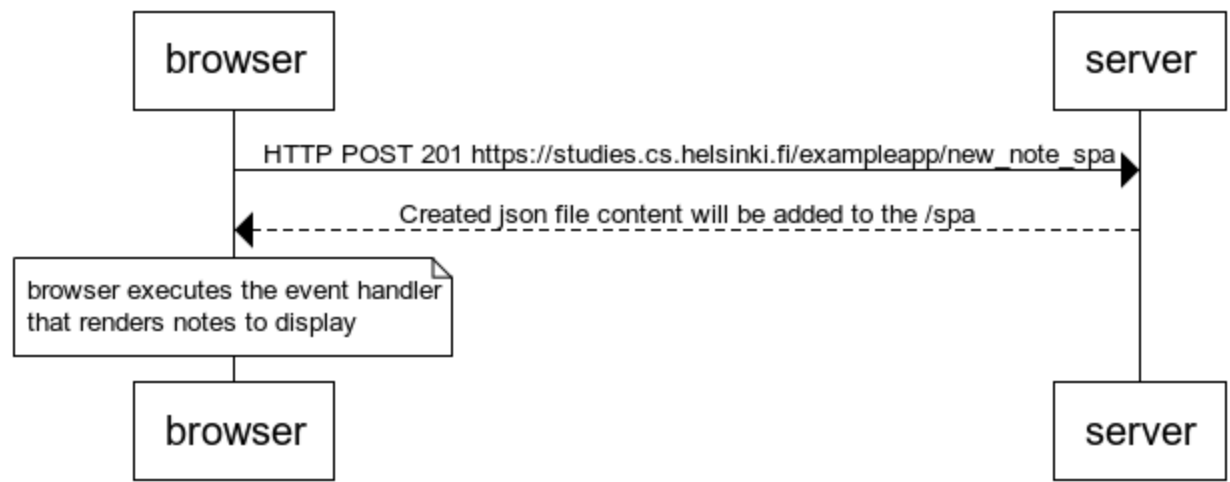 browser
server
HTTP POST 201 https://studies.cs.helsinki.fi/exampleapp/new_note_spa
Created json file content will be added to the /spa
browser executes the event handler
that renders notes to display
browser
server